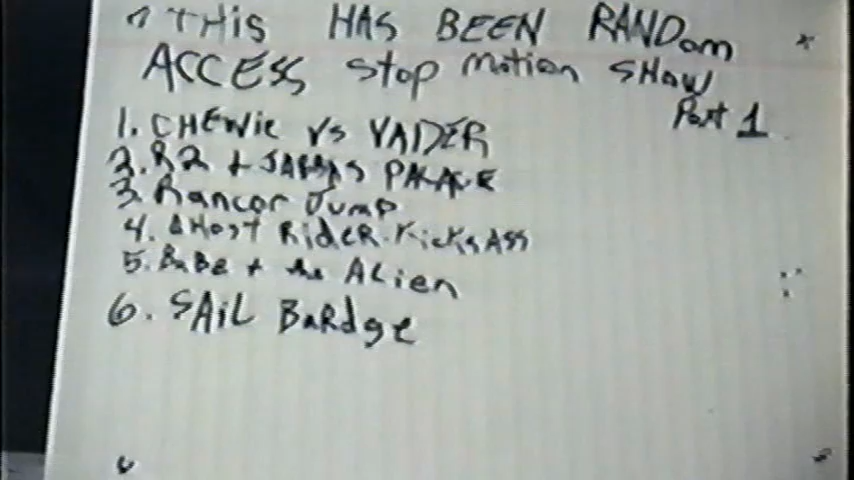 THIS HAS BEEN RANDom
ACCESS Stop Motion SHOW
Part 1
1. CHEWIE VS VADER
2. R2 + JABBAS PALACE
3. Rancor Jump
4. GHost RiDER KickS ASS
5. BaBE + the ALien
6. SAiL BaRdge